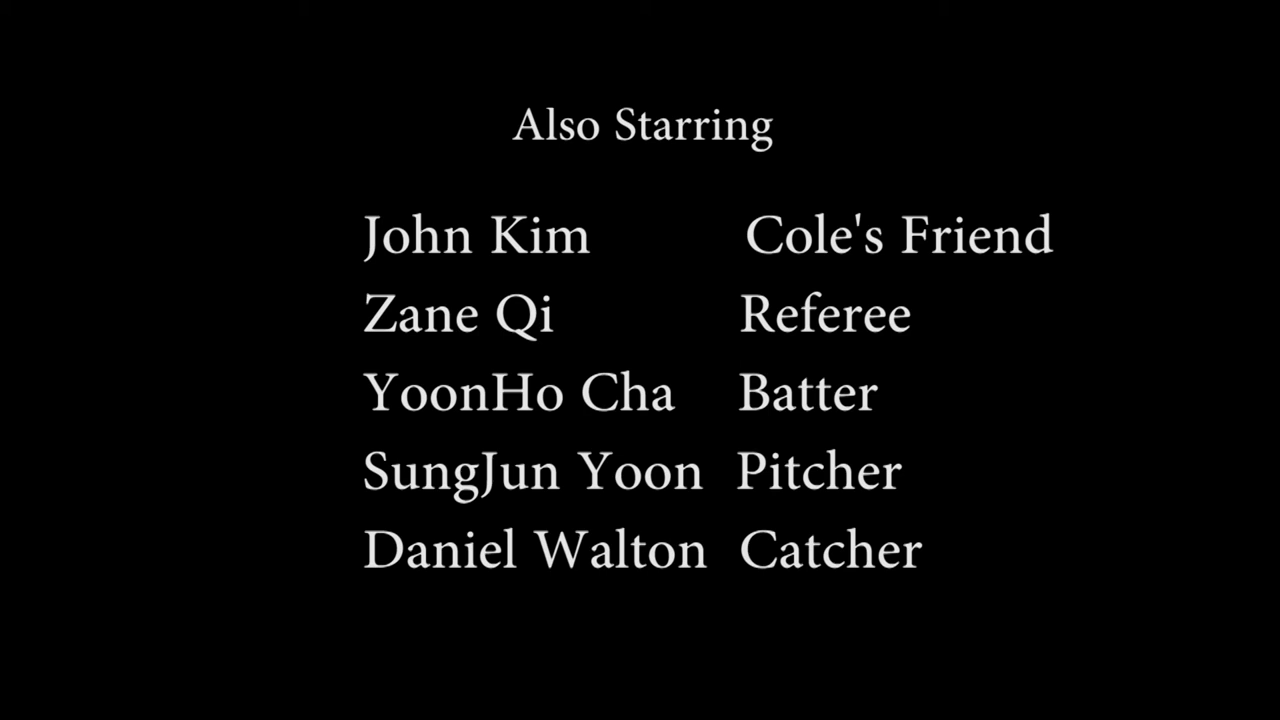 Also Starring
John Kim Cole's Friend
Zane Qi Referee
YoonHo Cha Batter
SungJun Yoon Pitcher
Daniel Walton Catcher